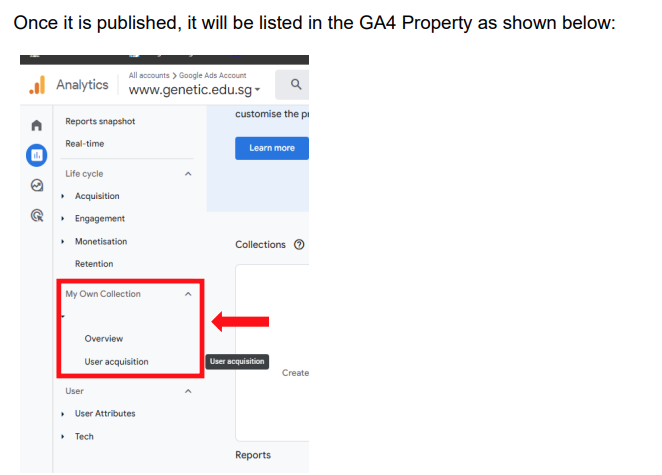 Once it is published, it will be listed in the GA4 Property as shown below:
Analytics
All accounts > Google Ads Account
www.genetic.edu.sg
Reports snapshot
Real-time
Life cycle
Acquisition
Engagement
Monetisation
Retention
My Own Collection
Overview
User acquisition
User
User Attributes
Tech
customise the
Learn more
Collections
User acquisition
Create
Reports